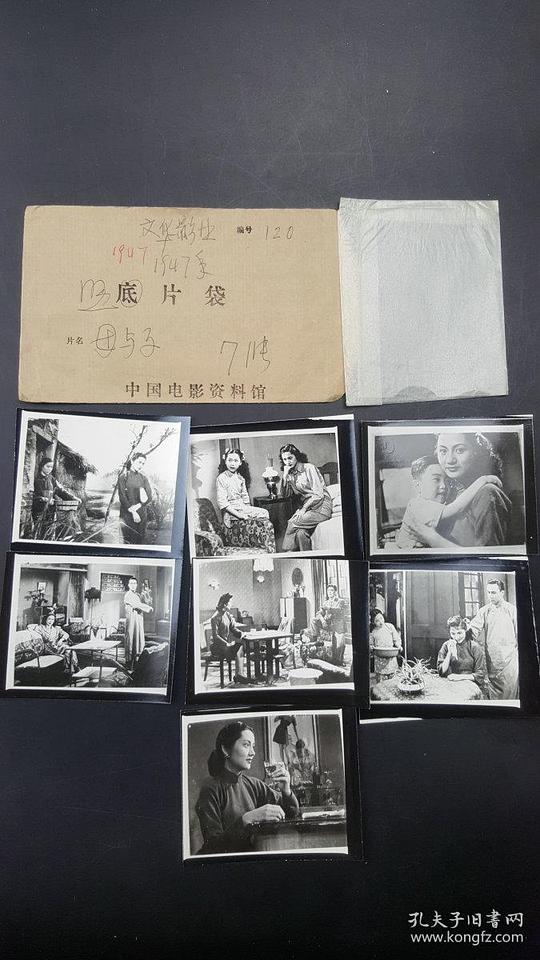 文华影业
编号 120
1947
1947年
底片袋
片名 母与子
7张
中国电影资料馆
孔夫子旧书网
www.kongfz.com